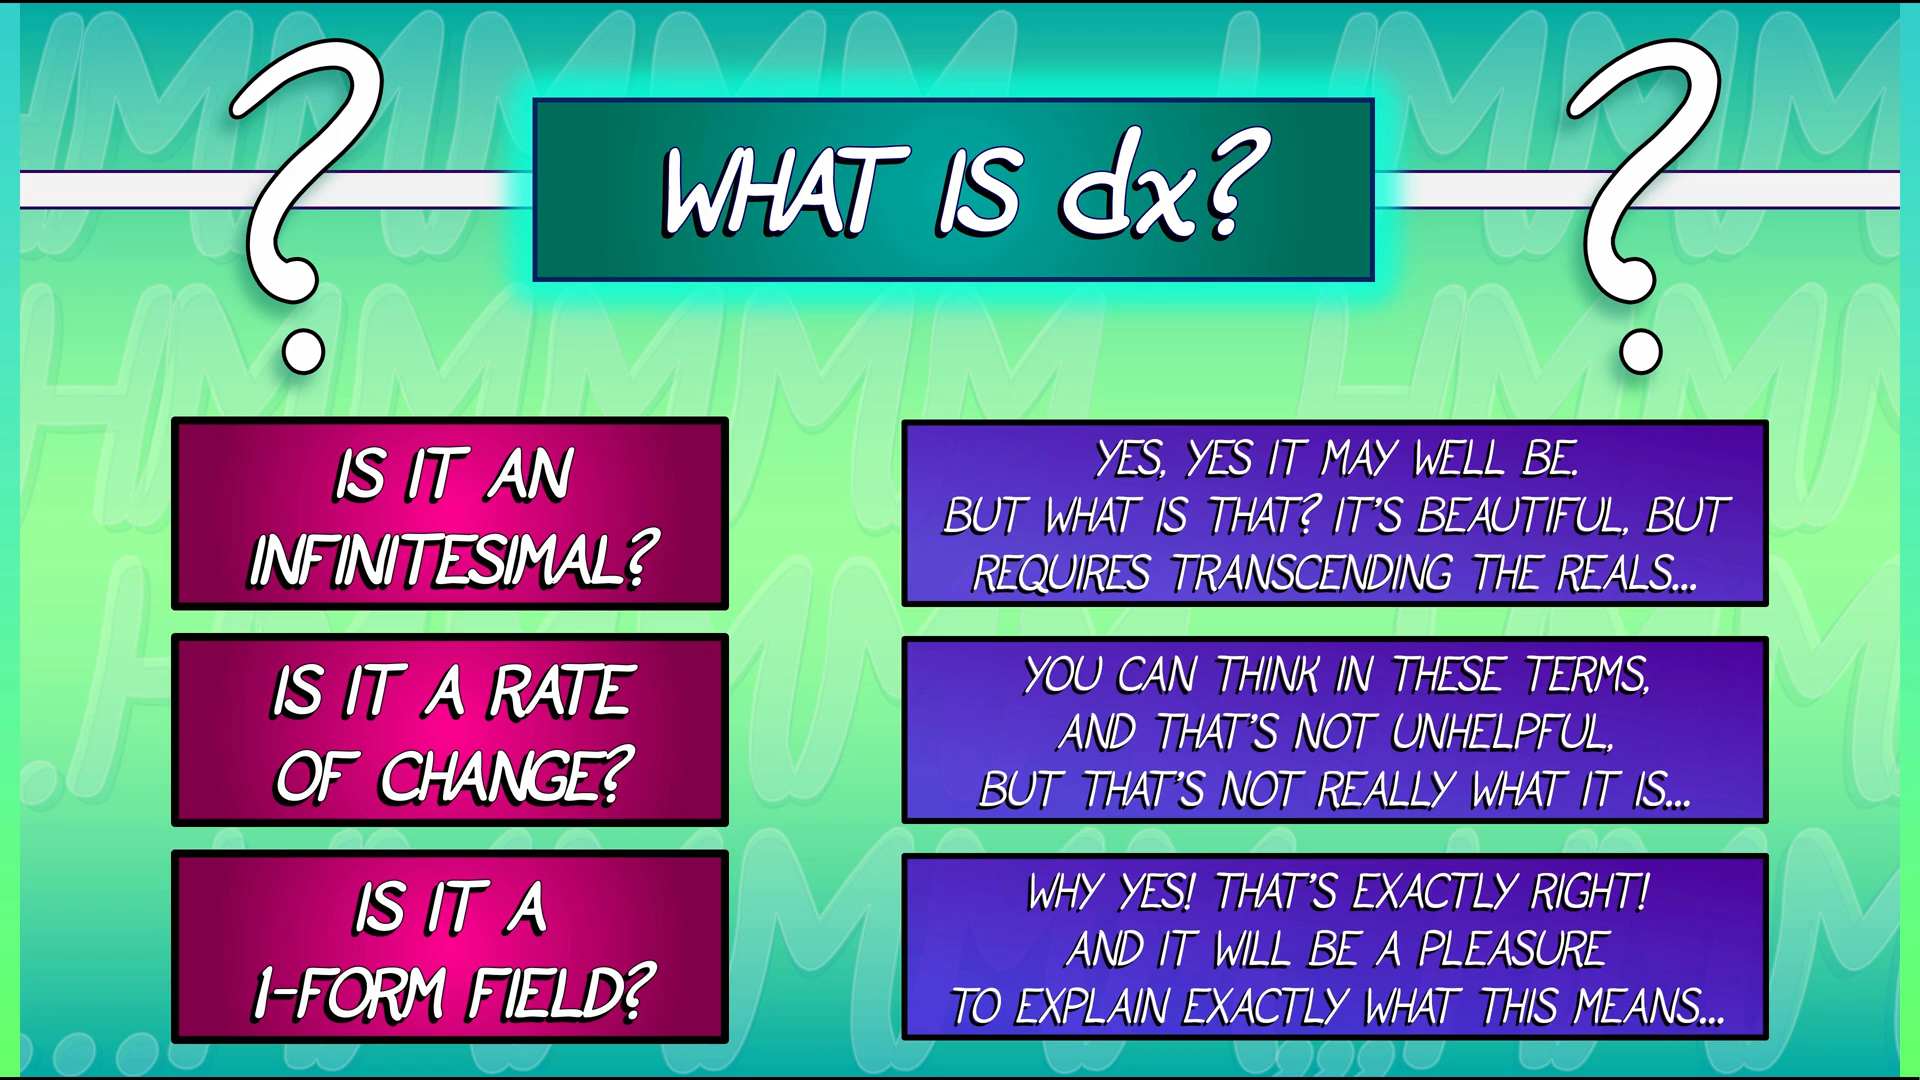 WHAT IS dx?
?
?
IS IT AN
INFINITESIMAL?
YES, YES IT MAY WELL BE.
BUT WHAT IS THAT? IT'S BEAUTIFUL, BUT
REQUIRES TRANSCENDING THE REALS...
IS IT A RATE
OF CHANGE?
YOU CAN THINK IN THESE TERMS,
AND THAT'S NOT UNHELPFUL,
BUT THAT'S NOT REALLY WHAT IT IS...
IS IT A
1-FORM FIELD?
WHY YES! THAT'S EXACTLY RIGHT!
AND IT WILL BE A PLEASURE
TO EXPLAIN EXACTLY WHAT THIS MEANS...